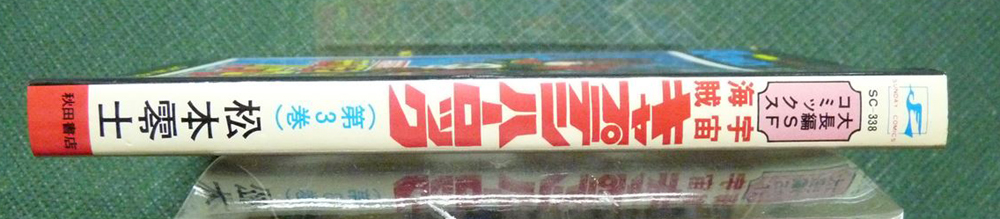 SUNDAY COMICS
SC-338
大長編SF
コミックス
宇宙
海賊
キャプテンハーロック
(第3巻)
松本零士
秋田書店